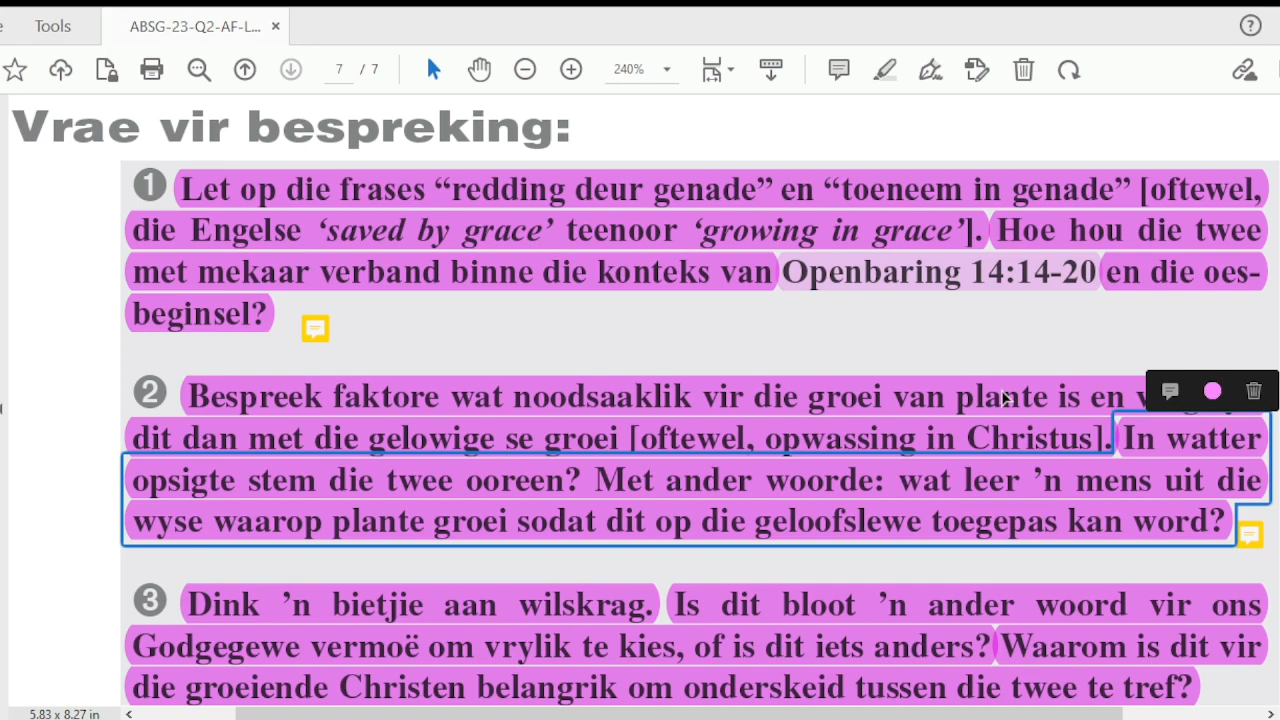 Tools
ABSG-23-Q2-AF-L... ×
7 / 7
240%
Vrae vir bespreking:
1 Let op die frases “redding deur genade” en “toeneem in genade” [oftewel,
die Engelse ‘saved by grace’ teenoor ‘growing in grace’]. Hoe hou die twee
met mekaar verband binne die konteks van Openbaring 14:14-20 en die oes-
beginsel?
2 Bespreek faktore wat noodsaaklik vir die groei van plante is en
dit dan met die gelowige se groei [oftewel, opwassing in Christus]. In watter
opsigte stem die twee ooreen? Met ander woorde: wat leer ’n mens uit die
wyse waarop plante groei sodat dit op die geloofslewe toegepas kan word?
3 Dink ’n bietjie aan wilskrag. Is dit bloot ’n ander woord vir ons
Godgegewe vermoë om vrylik te kies, of is dit iets anders? Waarom is dit vir
die groeiende Christen belangrik om onderskeid tussen die twee te tref?
5.83 x 8.27 in